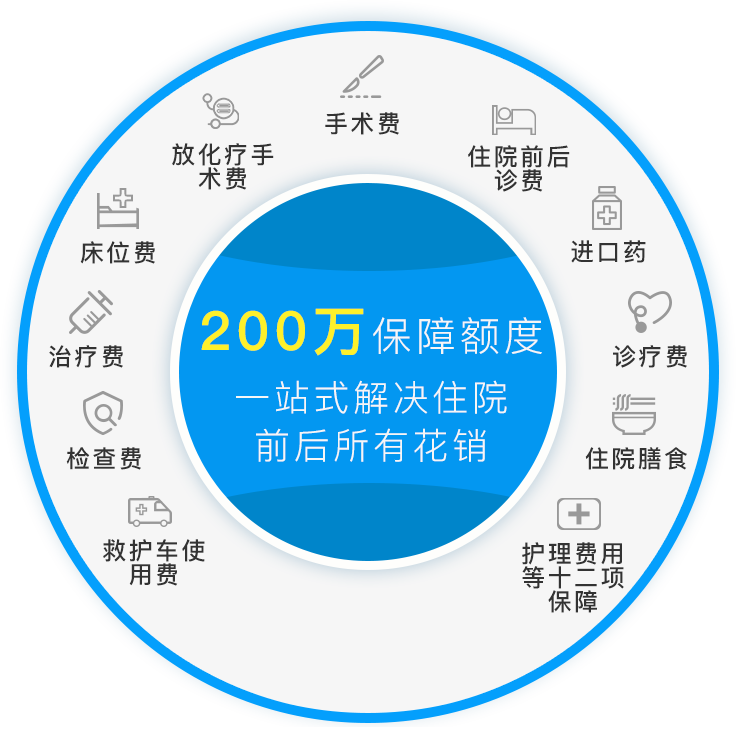 手术费
放化疗手
术费
住院前后
诊费
床位费
进口药
200万保障额度
一站式解决住院
前后所有花销
治疗费
诊疗费
检查费
住院膳食
救护车使
用费
护理费用
等十二项
保障